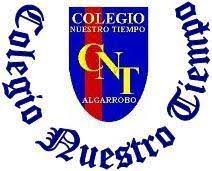 COLEGIO
NUESTRO TIEMPO
CNT
ALGARROBO
Colegio Nuestro Tiempo